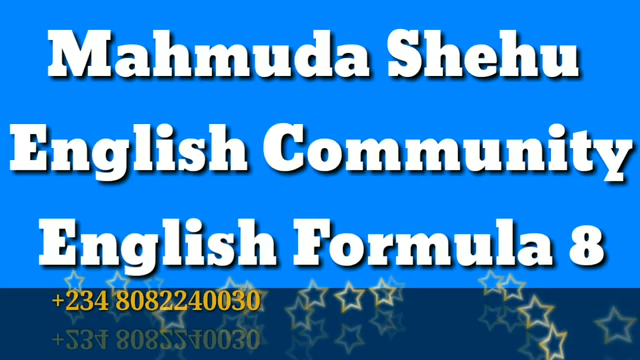 Mahmuda Shehu
English Community
English Formula 8
+234 8082240030